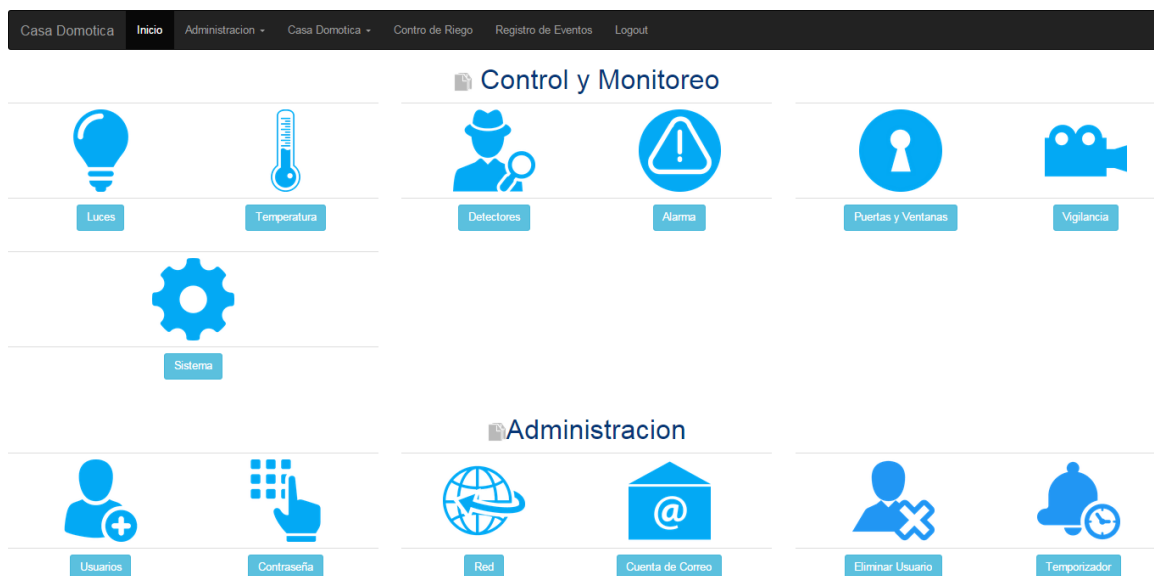 Casa Domotica Inicio Administracion Casa Domotica Contro de Riego Registro de Eventos Logout
Control y Monitoreo
Luces Temperatura Detectores Alarma Puertas y Ventanas Vigilancia
Sistema
Administracion
@
Usuarios Contraseña Red Cuenta de Correo Eliminar Usuario Temporizador